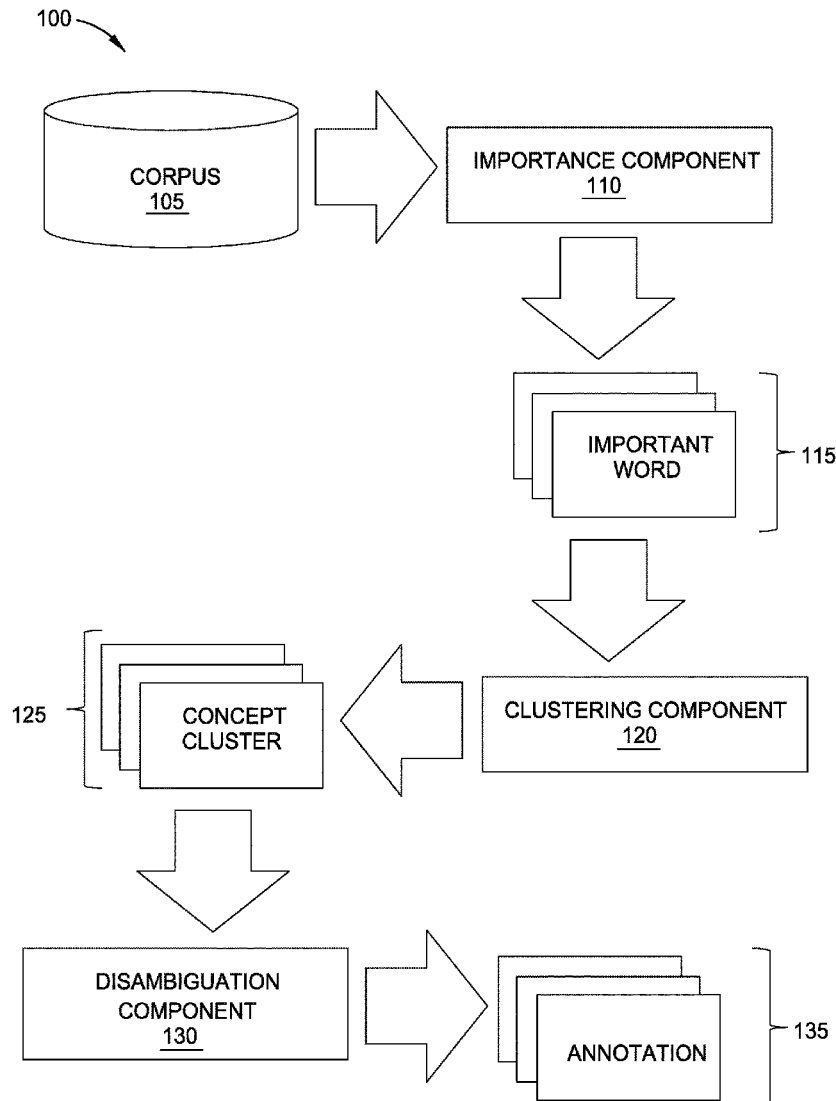 100
CORPUS
105
IMPORTANCE COMPONENT
110
IMPORTANT
WORD
115
CLUSTERING COMPONENT
120
125
CONCEPT
CLUSTER
DISAMBIGUATION
COMPONENT
130
ANNOTATION
135